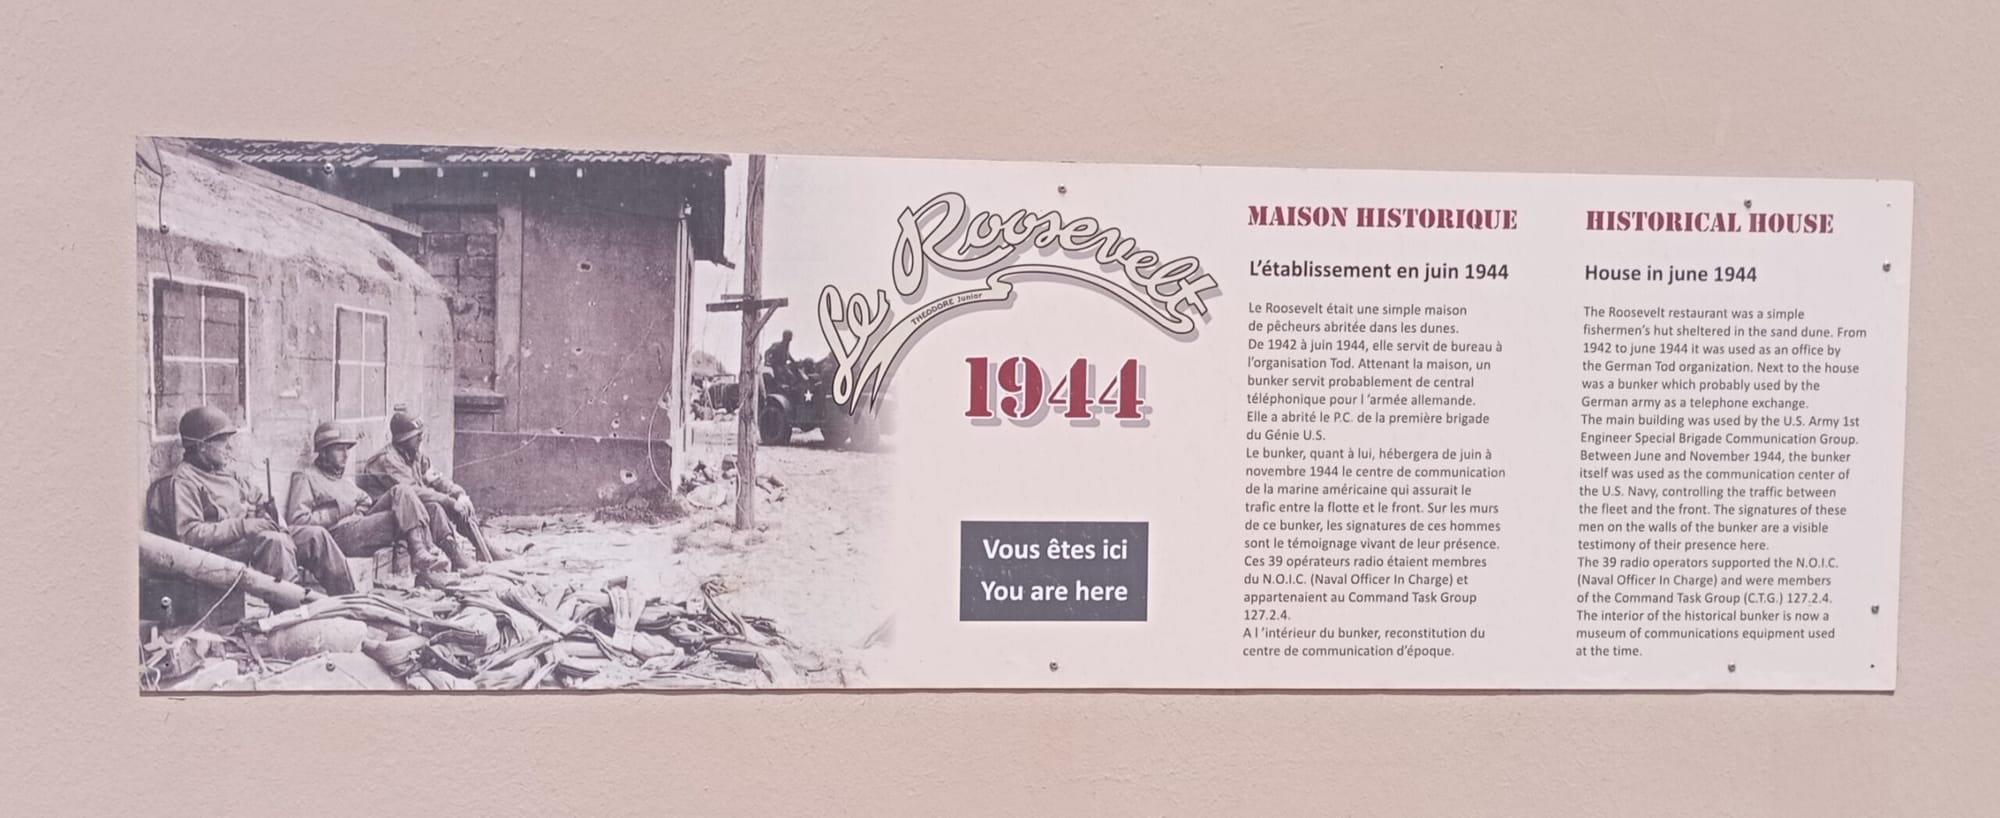 Le Roosevelt
THEODORE Junior
1944
Vous êtes ici
You are here
MAISON HISTORIQUE
L'établissement en juin 1944
Le Roosevelt était une simple maison
de pêcheurs abritée dans les dunes.
De 1942 à juin 1944, elle servit de bureau à
l'organisation Tod. Attenant la maison, un
bunker servit probablement de central
téléphonique pour l 'armée allemande.
Elle a abrité le P.C. de la première brigade
du Génie U.S.
Le bunker, quant à lui, hébergera de juin à
novembre 1944 le centre de communication
de la marine américaine qui assurait le
trafic entre la flotte et le front. Sur les murs
de ce bunker, les signatures de ces hommes
sont le témoignage vivant de leur présence.
Ces 39 opérateurs radio étaient membres
du N.O.I.C. (Naval Officer In Charge) et
appartenaient au Command Task Group
127.2.4.
A l 'intérieur du bunker, reconstitution du
centre de communication d'époque.
HISTORICAL HOUSE
House in june 1944
The Roosevelt restaurant was a simple
fishermen's hut sheltered in the sand dune. From
1942 to june 1944 it was used as an office by
the German Tod organization. Next to the house
was a bunker which probably used by the
German army as a telephone exchange.
The main building was used by the U.S. Army 1st
Engineer Special Brigade Communication Group.
Between June and November 1944, the bunker
itself was used as the communication center of
the U.S. Navy, controlling the traffic between
the fleet and the front. The signatures of these
men on the walls of the bunker are a visible
testimony of their presence here.
The 39 radio operators supported the N.O.I.C.
(Naval Officer In Charge) and were members
of the Command Task Group (C.T.G.) 127.2.4.
The interior of the historical bunker is now a
museum of communications equipment used
at the time.